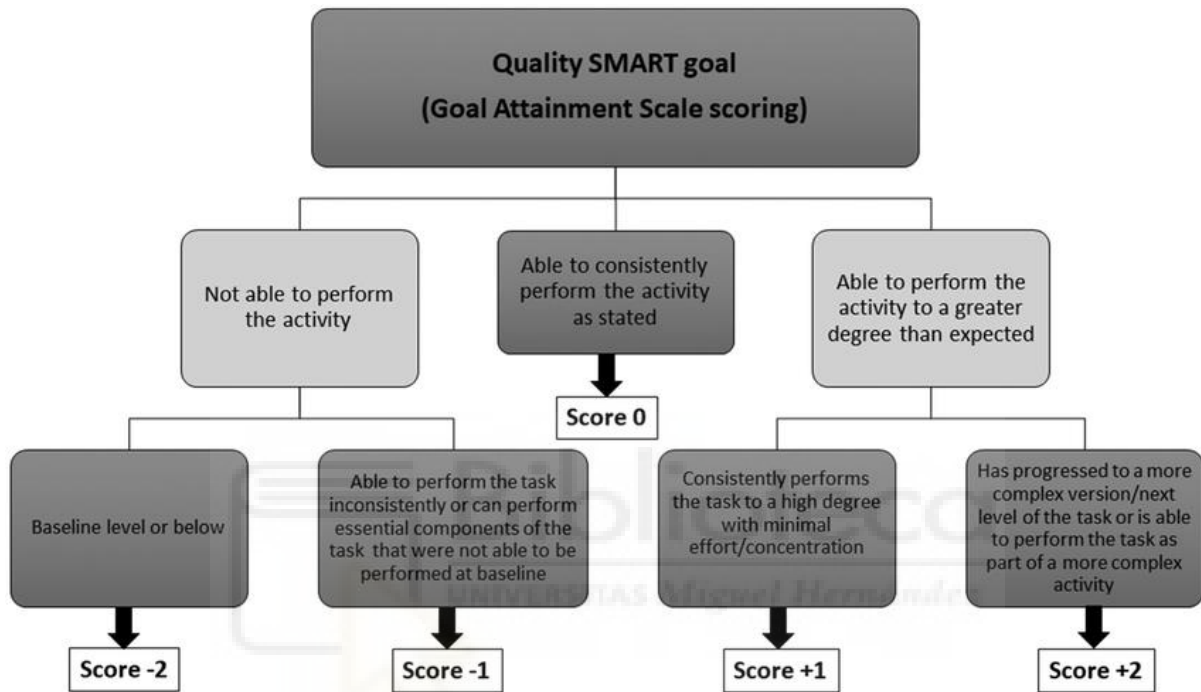 Quality SMART goal
(Goal Attainment Scale scoring)
Not able to perform
the activity
Able to consistently
perform the activity
as stated
Able to perform the
activity to a greater
degree than expected
Score 0
Baseline level or below
Able to perform the task
inconsistently or can perform
essential components of the
task that were not able to be
performed at baseline
Consistently performs
the task to a high degree
with minimal
effort/concentration
Has progressed to a more
complex version/next
level of the task or is able
to perform the task as
part of a more complex
activity
Biblioteca
UNIVERSITAS Miguel Hernández
Score -2
Score -1
Score +1
Score +2